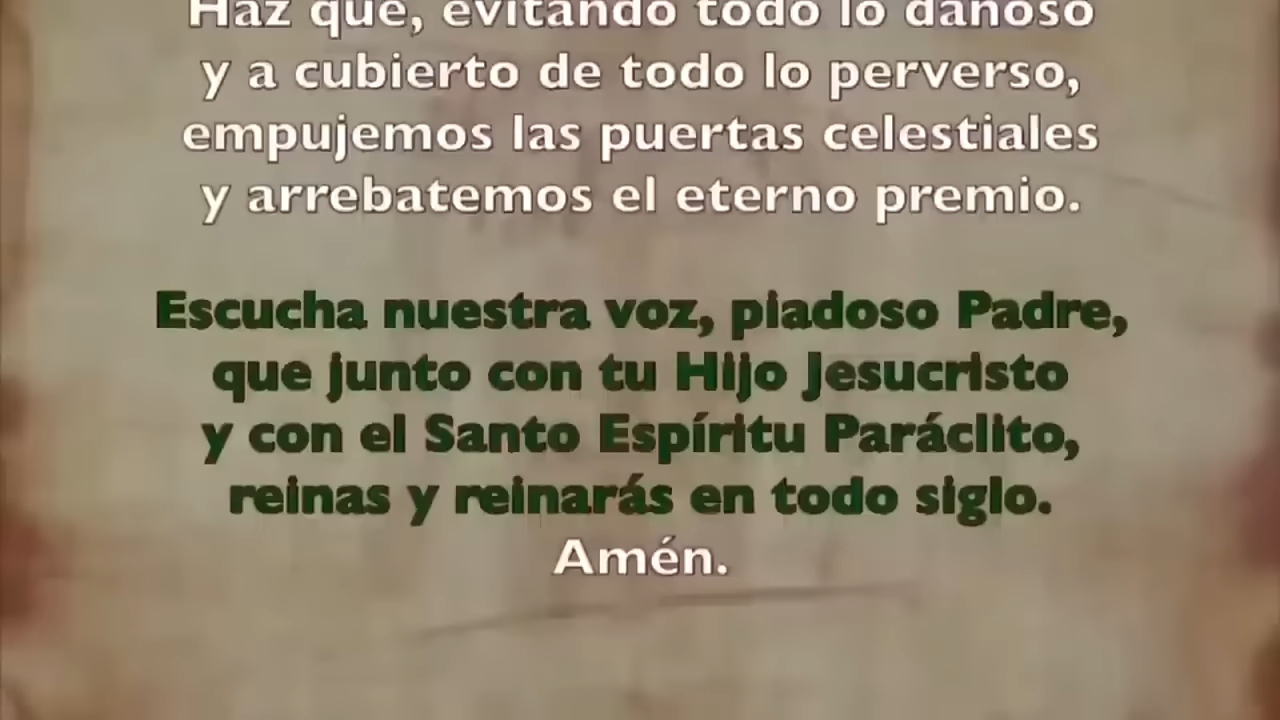 Haz que, evitando todo lo dañoso
y a cubierto de todo lo perverso,
empujemos las puertas celestiales
y arrebatemos el eterno premio.
Escucha nuestra voz, piadoso Padre,
que junto con tu Hijo Jesucristo
y con el Santo Espíritu Paráclito,
reinas y reinarás en todo siglo.
Amén.